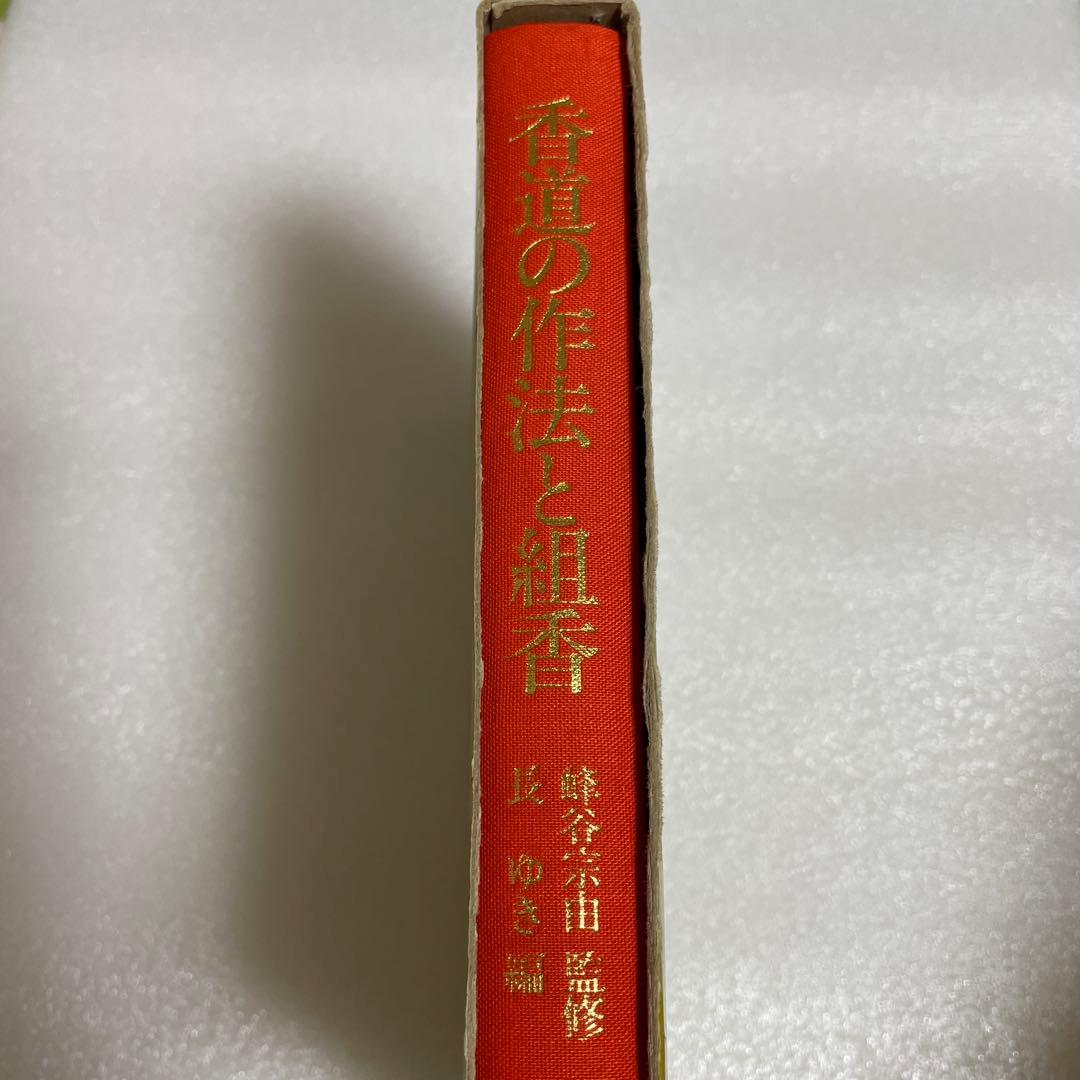 香道の作法と組香
蜂谷宗由 監修
長 ゆき 編